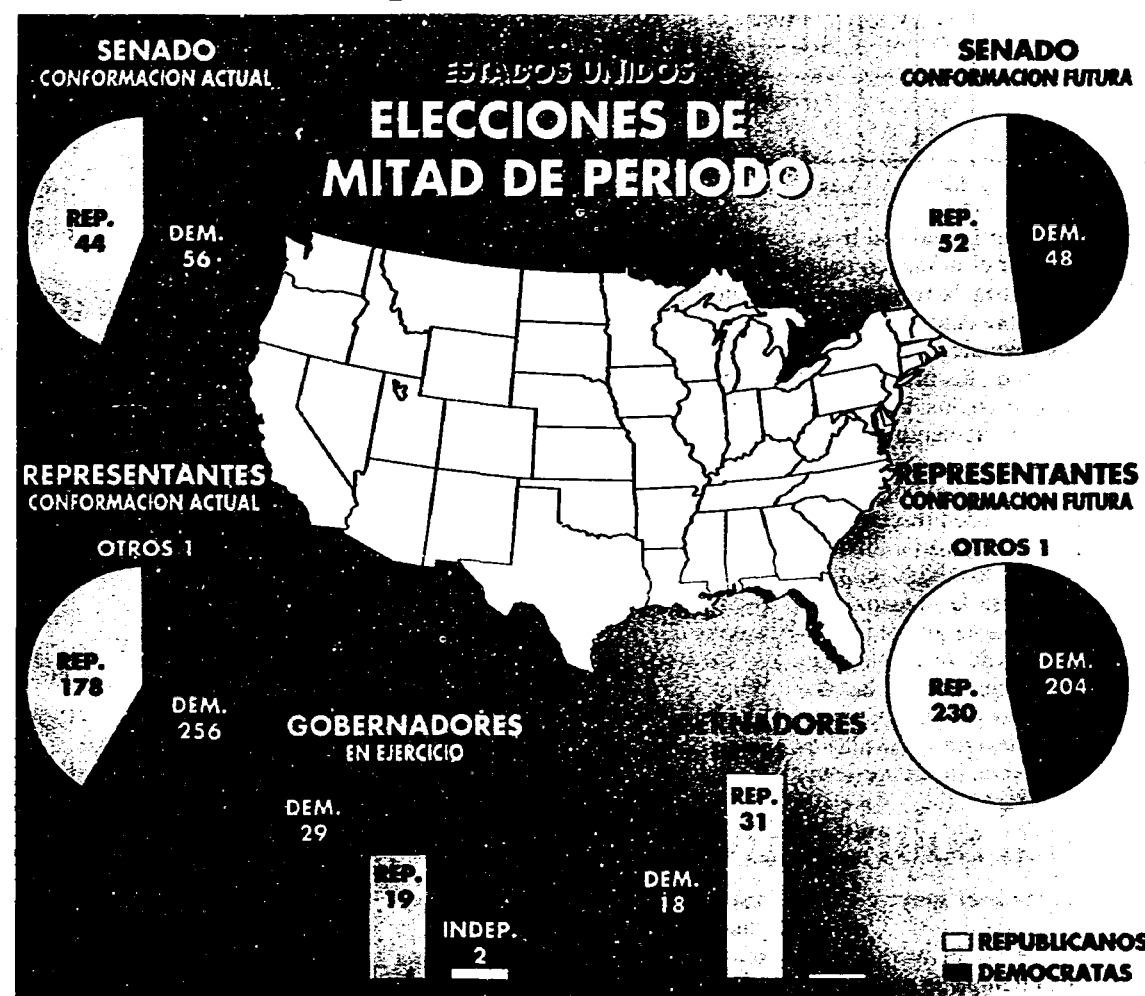 SENADO
CONFORMACION ACTUAL
REP.
44
DEM.
56
ESTADOS UNIDOS
ELECCIONES DE
MITAD DE PERIODO
SENADO
CONFORMACION FUTURA
REP.
52
DEM.
48
REPRESENTANTES
CONFORMACION ACTUAL
OTROS 1
REP.
178
DEM.
256
REPRESENTANTES
CONFORMACION FUTURA
OTROS 1
REP.
230
DEM.
204
GOBERNADORES
EN EJERCICIO
DEM.
29
REP.
19
INDEP.
2
DEM.
18
REP.
31
REPUBLICANOS
DEMOCRATAS